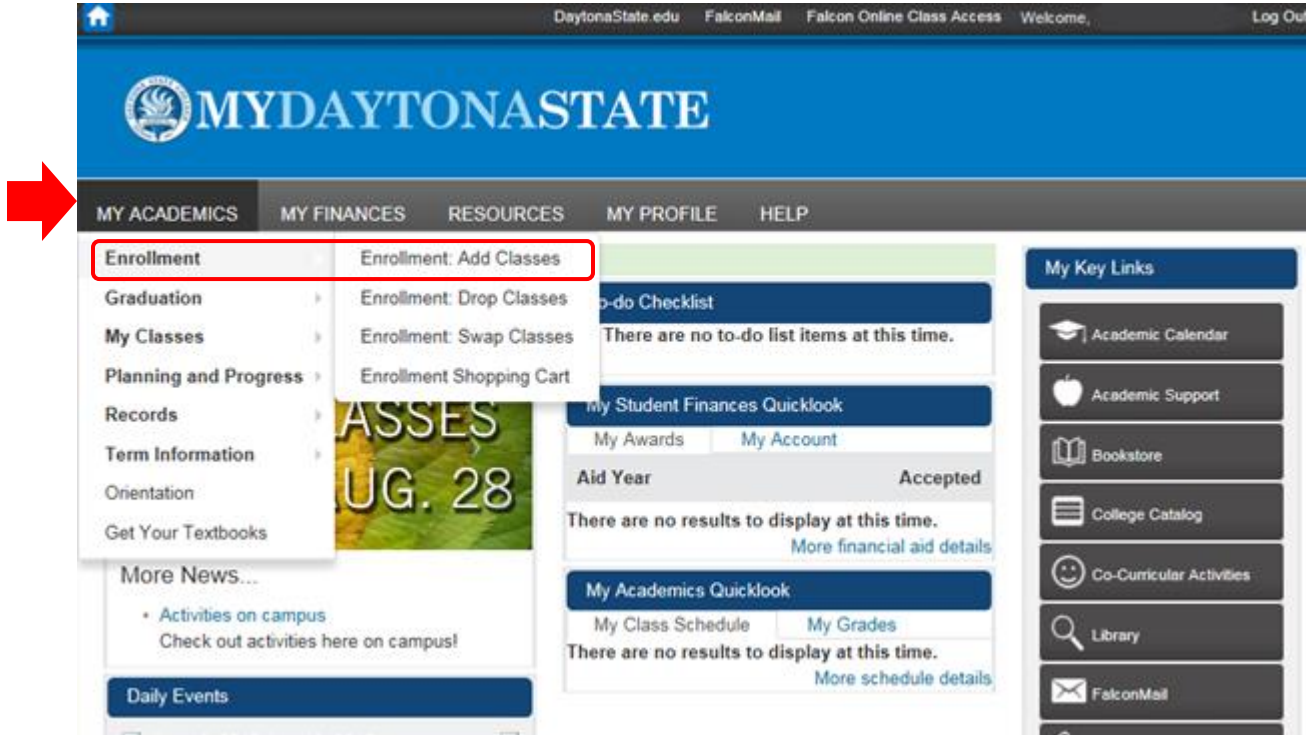 DaytonaState.edu FalconMail Falcon Online Class Access Welcome, Log Out
MYDAYTONASTATE
MY ACADEMICS MY FINANCES RESOURCES MY PROFILE HELP
Enrollment
Graduation
My Classes
Planning and Progress
Records
Term Information
Orientation
Get Your Textbooks
Enrollment: Add Classes
Enrollment: Drop Classes
Enrollment: Swap Classes
Enrollment Shopping Cart
ASSES
UG. 28
More News...
Activities on campus
Check out activities here on campus!
Daily Events
o-do Checklist
There are no to-do list items at this time.
My Student Finances Quicklook
My Awards My Account
Aid Year Accepted
There are no results to display at this time.
More financial aid details
My Academics Quicklook
My Class Schedule My Grades
There are no results to display at this time.
More schedule details
My Key Links
Academic Calendar
Academic Support
Bookstore
College Catalog
Co-Curricular Activities
Library
FalconMail